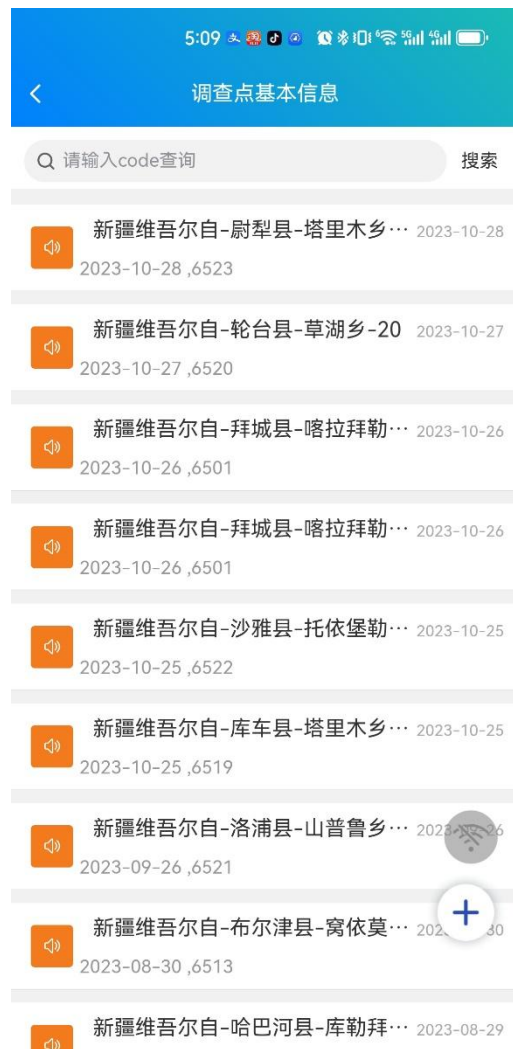 5:09
调查点基本信息
请输入code查询 搜索
新疆维吾尔自-尉犁县-塔里木乡… 2023-10-28
2023-10-28 ,6523
新疆维吾尔自-轮台县-草湖乡-20 2023-10-27
2023-10-27 ,6520
新疆维吾尔自-拜城县-喀拉拜勒… 2023-10-26
2023-10-26 ,6501
新疆维吾尔自-拜城县-喀拉拜勒… 2023-10-26
2023-10-26 ,6501
新疆维吾尔自-沙雅县-托依堡勒… 2023-10-25
2023-10-25 ,6522
新疆维吾尔自-库车县-塔里木乡… 2023-10-25
2023-10-25 ,6519
新疆维吾尔自-洛浦县-山普鲁乡… 2023-09-26
2023-09-26 ,6521
新疆维吾尔自-布尔津县-窝依莫…
2023-08-30 ,6513
新疆维吾尔自-哈巴河县-库勒拜… 2023-08-29